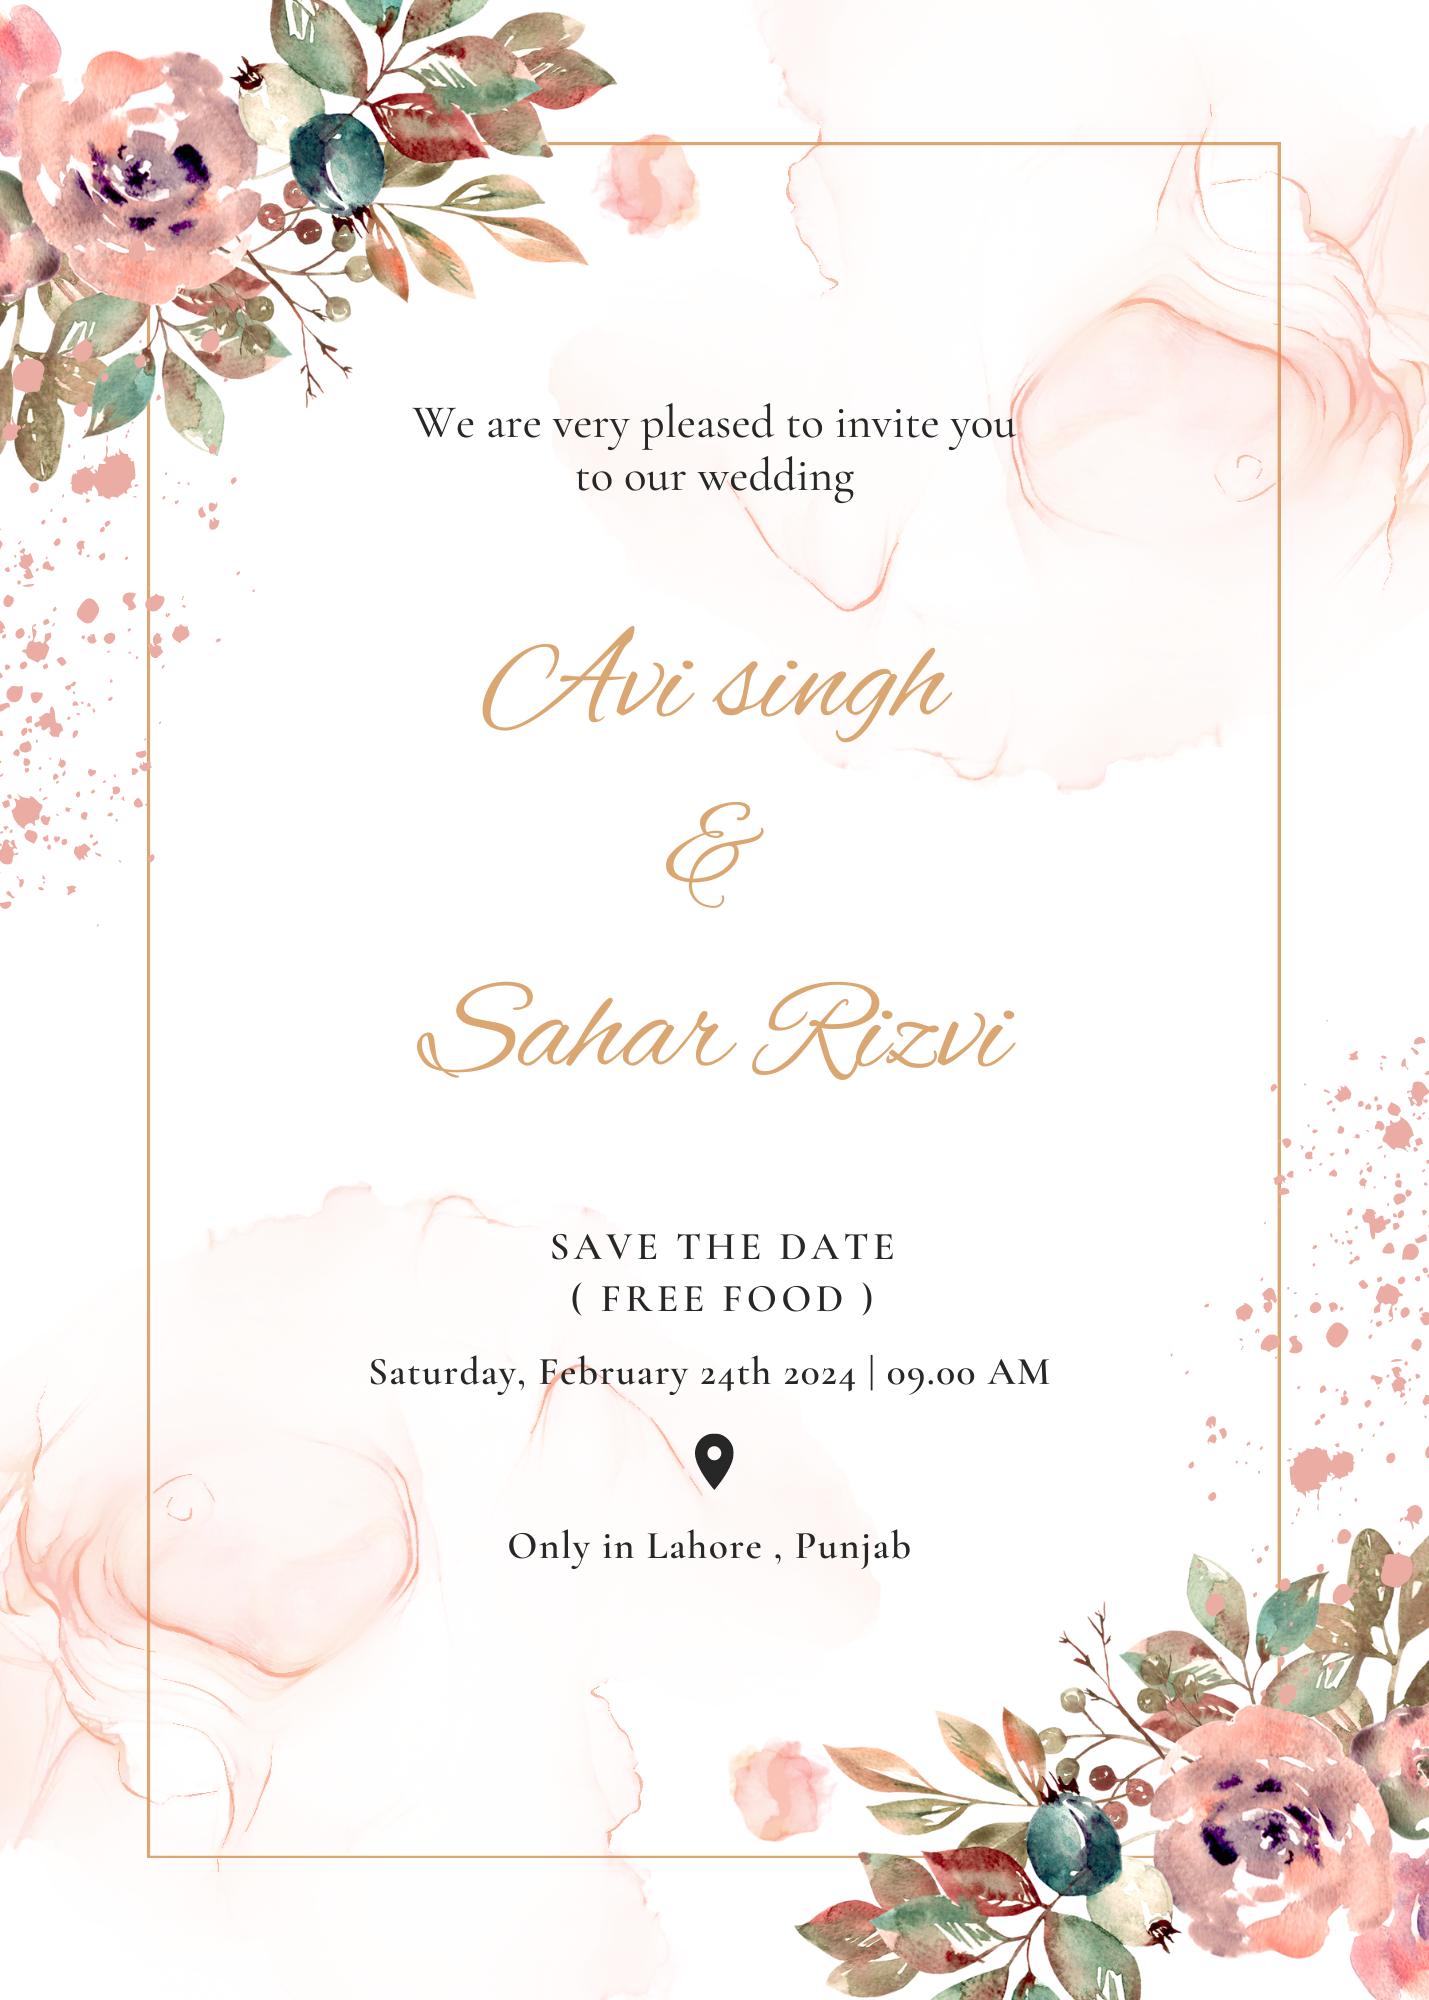 We are very pleased to invite you
to our wedding
Avi singh
&
Sahar Rizvi
SAVE THE DATE
( FREE FOOD )
Saturday, February 24th 2024 | 09.00 AM
Only in Lahore , Punjab